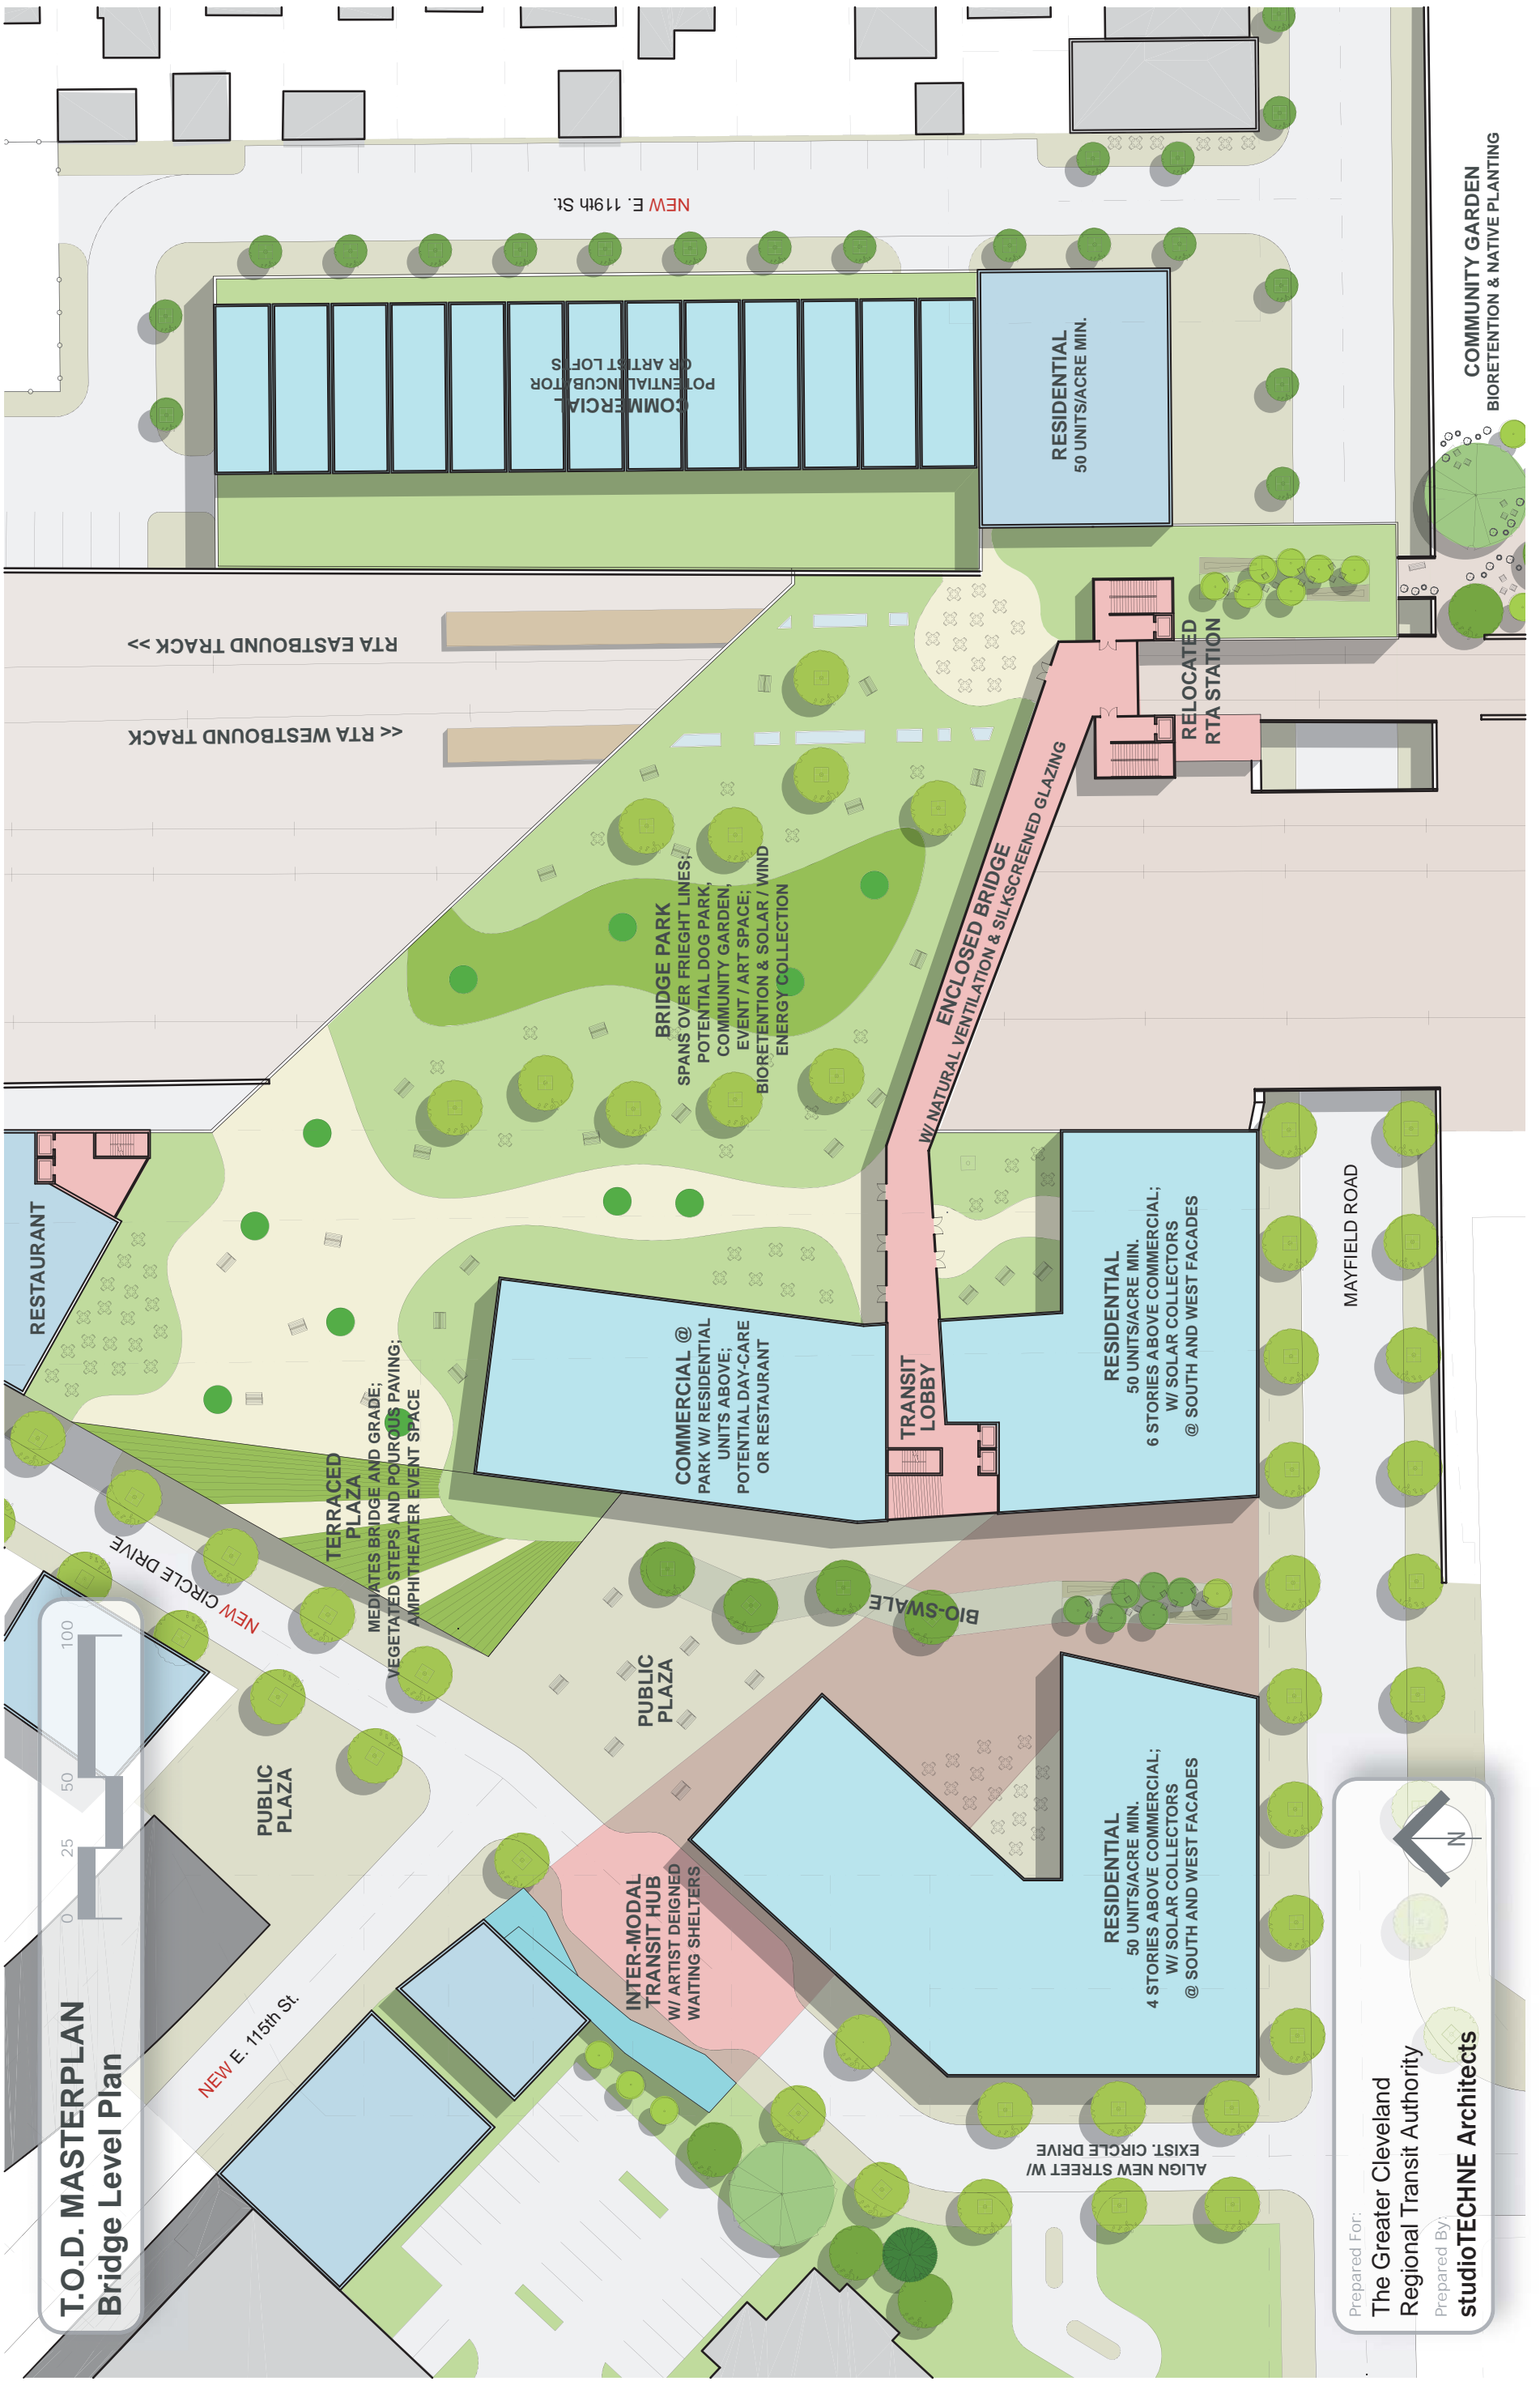 T.O.D. MASTERPLAN
Bridge Level Plan
0 25 50 100
NEW E. 119th St.
COMMERCIAL
POTENTIAL INCUBATOR
OR ARTIST LOFTS
RESIDENTIAL
50 UNITS/ACRE MIN.
COMMUNITY GARDEN
BIORETENTION & NATIVE PLANTING
RTA EASTBOUND TRACK >>
<< RTA WESTBOUND TRACK
RELOCATED
RTA STATION
ENCLOSED BRIDGE
W/ NATURAL VENTILATION & SILKSCREENED GLAZING
BRIDGE PARK
SPANS OVER FRIEGHT LINES;
POTENTIAL DOG PARK,
COMMUNITY GARDEN,
EVENT / ART SPACE;
BIORETENTION & SOLAR / WIND
ENERGY COLLECTION
RESTAURANT
TERRACED
PLAZA
MEDIATES BRIDGE AND GRADE;
VEGETATED STEPS AND POUROUS PAVING;
AMPHITHEATER EVENT SPACE
COMMERCIAL @
PARK W/ RESIDENTIAL
UNITS ABOVE;
POTENTIAL DAY-CARE
OR RESTAURANT
TRANSIT
LOBBY
RESIDENTIAL
50 UNITS/ACRE MIN.
6 STORIES ABOVE COMMERCIAL;
W/ SOLAR COLLECTORS
@ SOUTH AND WEST FACADES
MAYFIELD ROAD
NEW CIRCLE DRIVE
BIO-SWALE
PUBLIC
PLAZA
PUBLIC
PLAZA
INTER-MODAL
TRANSIT HUB
W/ ARTIST DEIGNED
WAITING SHELTERS
RESIDENTIAL
50 UNITS/ACRE MIN.
4 STORIES ABOVE COMMERCIAL;
W/ SOLAR COLLECTORS
@ SOUTH AND WEST FACADES
NEW E. 115th St.
ALIGN NEW STREET W/
EXIST. CIRCLE DRIVE
N
Prepared For:
The Greater Cleveland
Regional Transit Authority
Prepared By:
studioTECHNE Architects